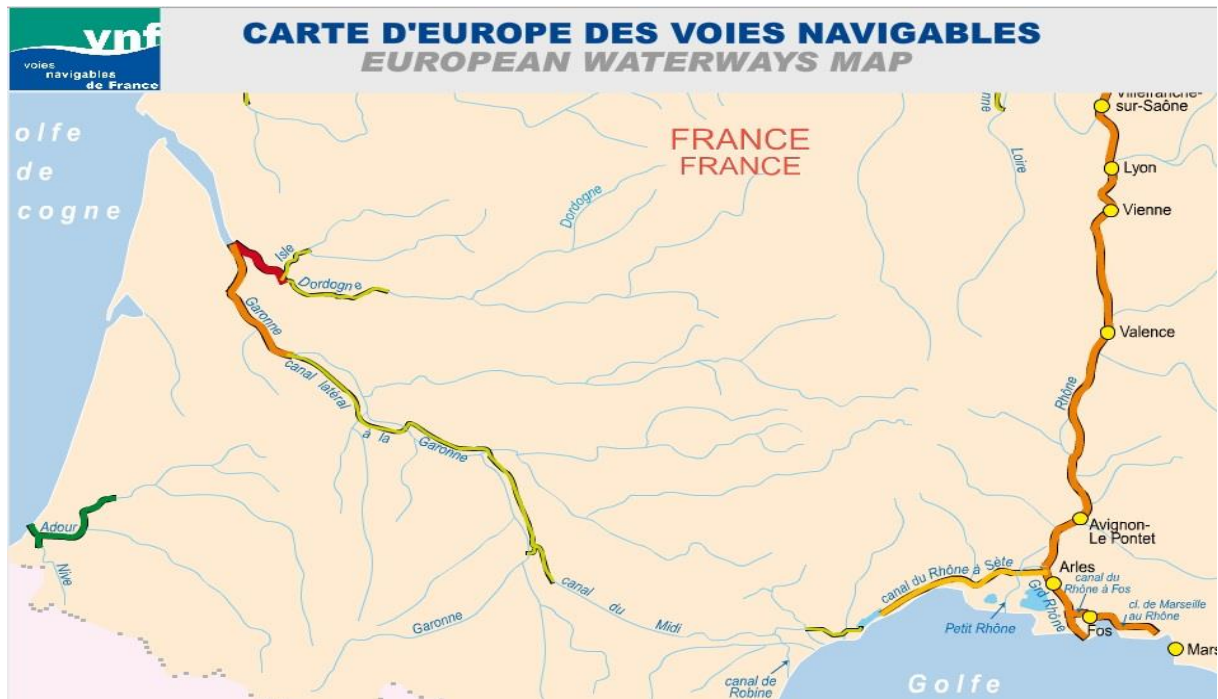 vnf
voies
navigables
de France
CARTE D'EUROPE DES VOIES NAVIGABLES
EUROPEAN WATERWAYS MAP
olfe
de
cogne
FRANCE
FRANCE
Loire
Villefranche-
sur-Saône
Lyon
Vienne
Dordogne
Isle
Dordogne
Garonne
Valence
Rhône
canal latéral
à la
Garonne
Avignon-
Le Pontet
Adour
Nive
canal du Rhône à Sète
Arles
canal du
Rhône à Fos
Grd Rhône
cl. de Marseille
au Rhône
Fos
Petit Rhône
canal
du
Midi
Garonne
canal de
Robine
Mars
Golfe